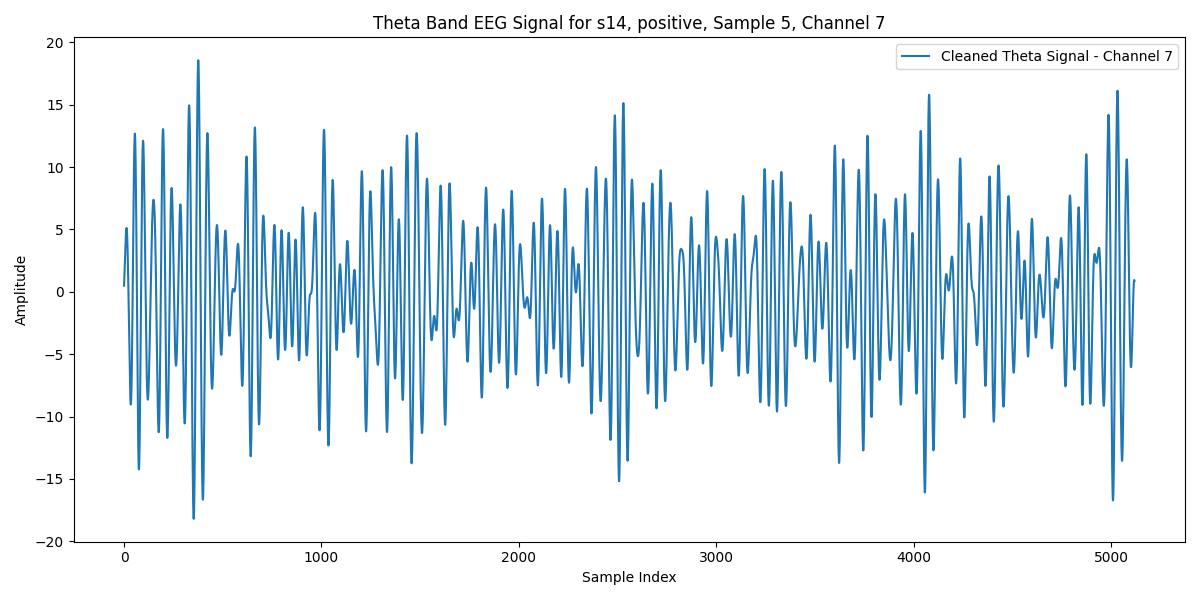 Theta Band EEG Signal for s14, positive, Sample 5, Channel 7
Cleaned Theta Signal - Channel 7
Amplitude
20
15
10
5
0
−5
−10
−15
−20
0 1000 2000 3000 4000 5000
Sample Index